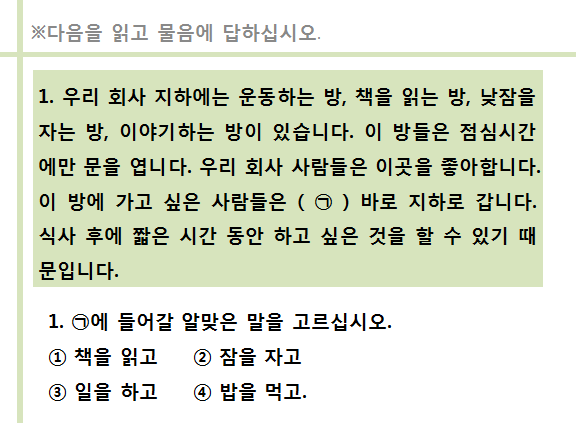 ※다음을 읽고 물음에 답하십시오.
1. 우리 회사 지하에는 운동하는 방, 책을 읽는 방, 낮잠을
자는 방, 이야기하는 방이 있습니다. 이 방들은 점심시간
에만 문을 엽니다. 우리 회사 사람들은 이곳을 좋아합니다.
이 방에 가고 싶은 사람들은 ( ㉠ ) 바로 지하로 갑니다.
식사 후에 짧은 시간 동안 하고 싶은 것을 할 수 있기 때
문입니다.
1. ㉠에 들어갈 알맞은 말을 고르십시오.
① 책을 읽고 ② 잠을 자고
③ 일을 하고 ④ 밥을 먹고.